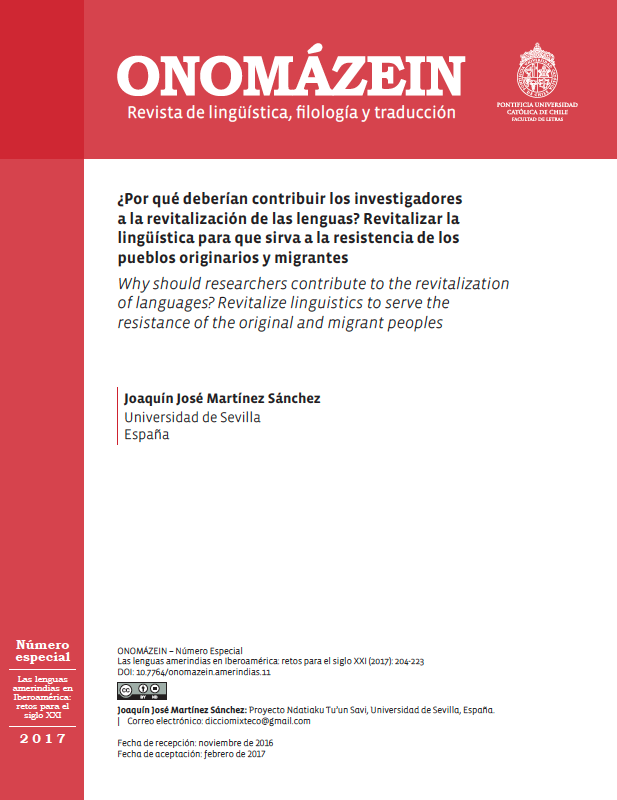 ONOMÁZEIN
Revista de lingüística, filología y traducción
PONTIFICIA UNIVERSIDAD
CATÓLICA DE CHILE
FACULTAD DE LETRAS
¿Por qué deberían contribuir los investigadores
a la revitalización de las lenguas? Revitalizar la
lingüística para que sirva a la resistencia de los
pueblos originarios y migrantes
Why should researchers contribute to the revitalization
of languages? Revitalize linguistics to serve the
resistance of the original and migrant peoples
Joaquín José Martínez Sánchez
Universidad de Sevilla
España
Número
especial
Las lenguas
amerindias en
Iberoamérica:
retos para el
siglo XXI
2017
ONOMÁZEIN – Número Especial
Las lenguas amerindias en Iberoamérica: retos para el siglo XXI (2017): 204-223
DOI: 10.7764/onomazein.amerindias.11
cc BY ND
Joaquín José Martínez Sánchez: Proyecto Ndatiaku Tu'un Savi, Universidad de Sevilla, España.
| Correo electrónico: dicciomixteco@gmail.com
Fecha de recepción: noviembre de 2016
Fecha de aceptación: febrero de 2017